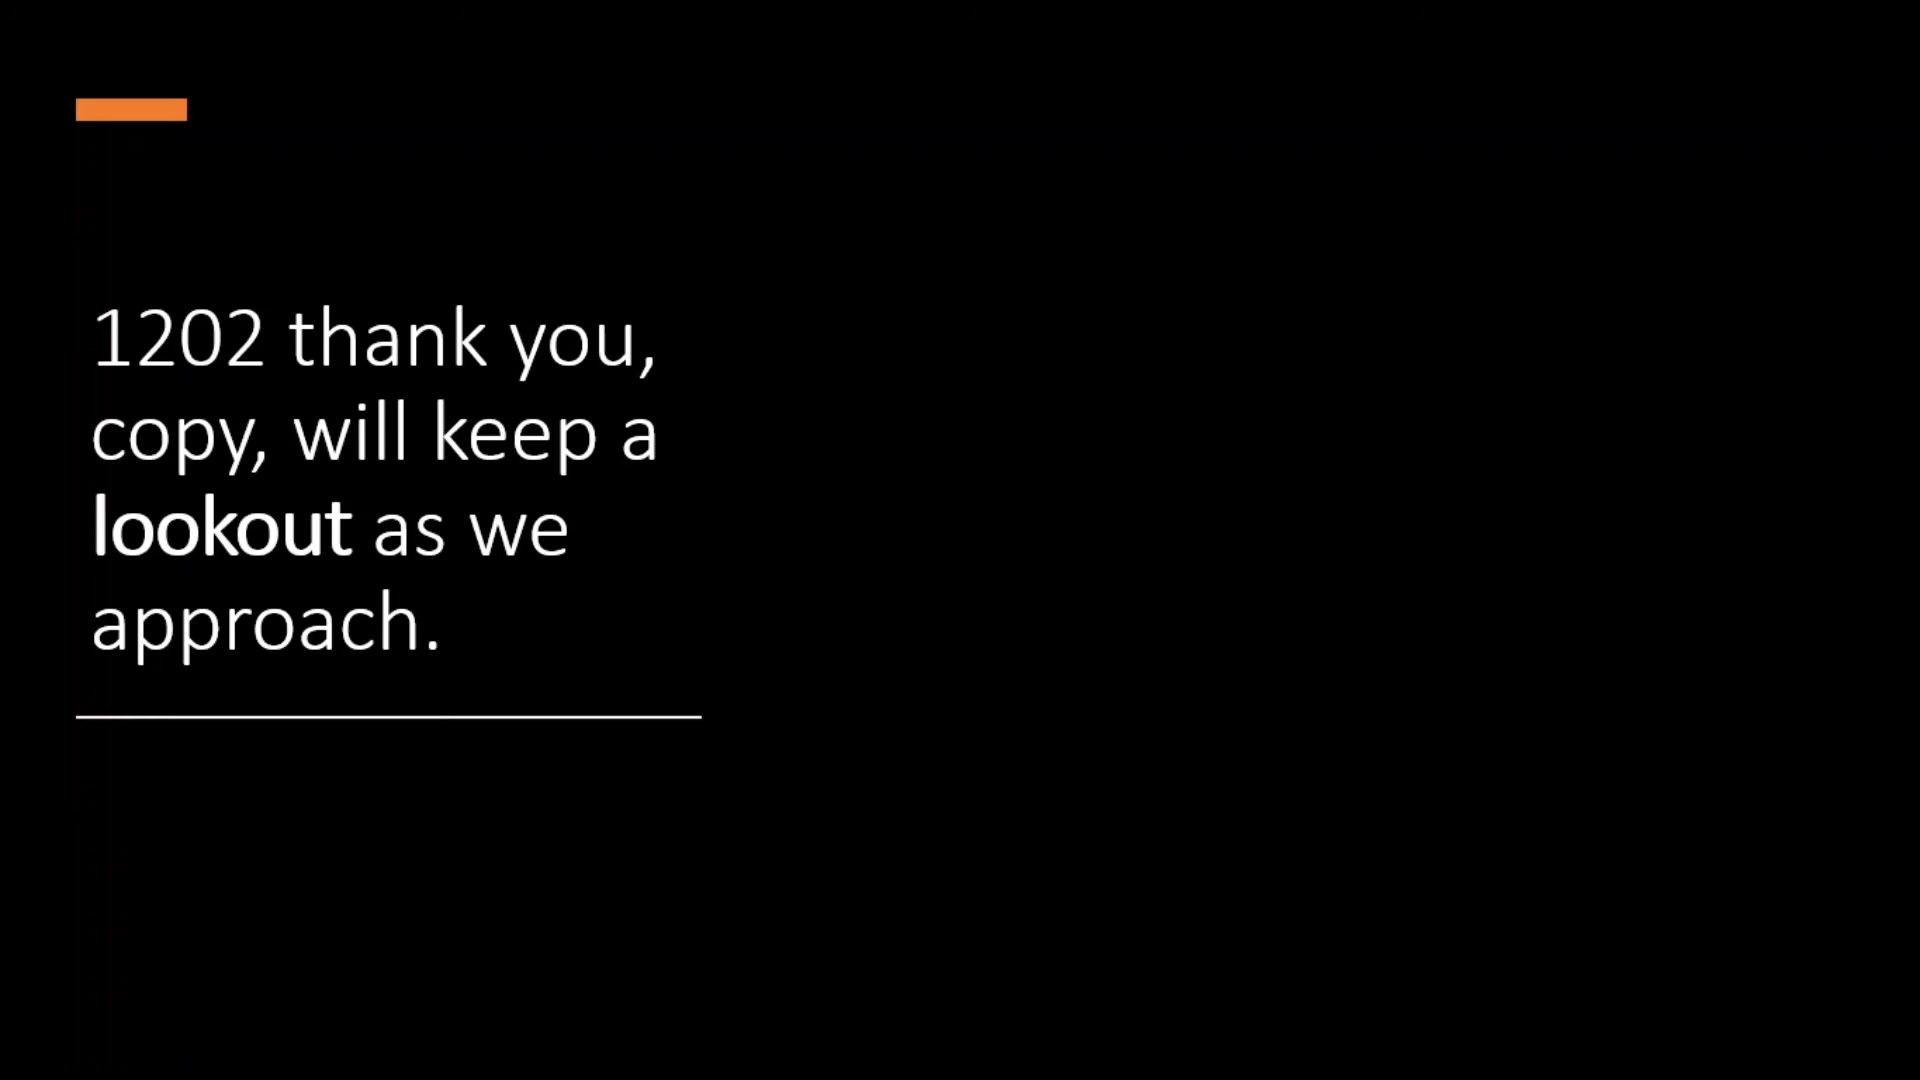 1202 thank you,
copy, will keep a
lookout as we
approach.